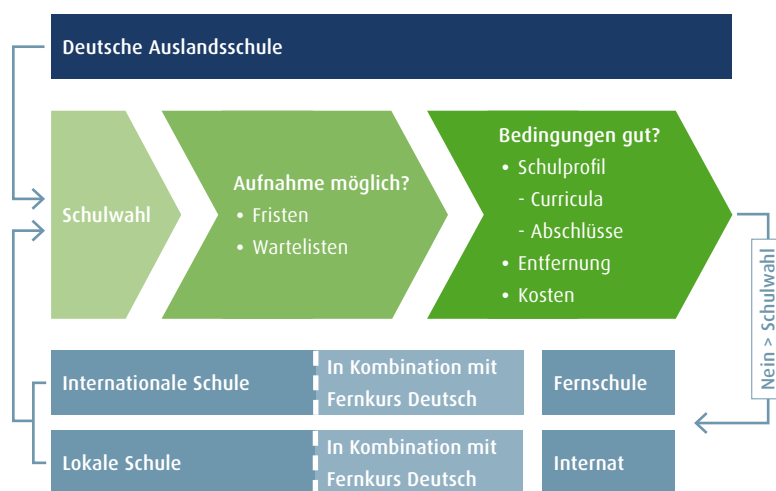 Deutsche Auslandsschule
Schulwahl
Aufnahme möglich?
• Fristen
• Wartelisten
Bedingungen gut?
• Schulprofil
- Curricula
- Abschlüsse
• Entfernung
• Kosten
Nein > Schulwahl
Internationale Schule
In Kombination mit
Fernkurs Deutsch
Fernschule
Lokale Schule
In Kombination mit
Fernkurs Deutsch
Internat